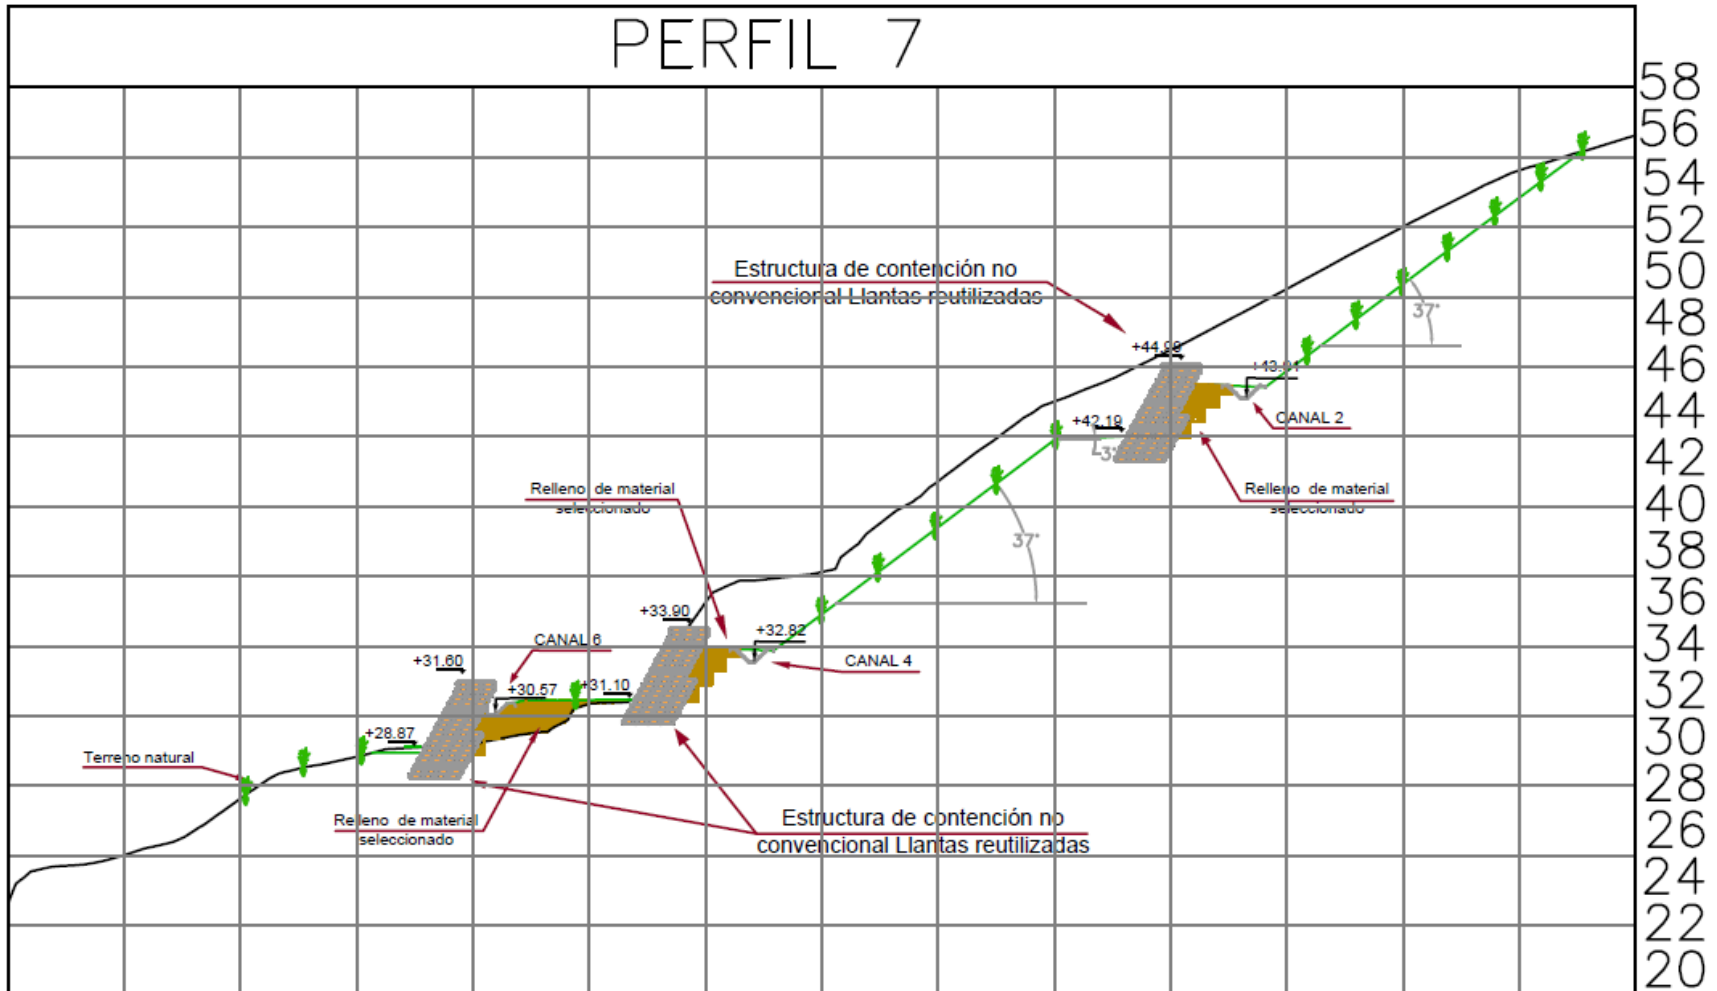 PERFIL 7
58
56
54
52
50
48
46
44
42
40
38
36
34
32
30
28
26
24
22
20
Estructura de contención no
convencional Llantas reutilizadas
37°
+44.99
+43.91
CANAL 2
+42.19
3°
Relleno de material
seleccionado
Relleno de material
seleccionado
37°
+33.90
+32.82
CANAL 4
CANAL 6
+31.60
+30.57
+31.10
+28.87
Terreno natural
Relleno de material
seleccionado
Estructura de contención no
convencional Llantas reutilizadas